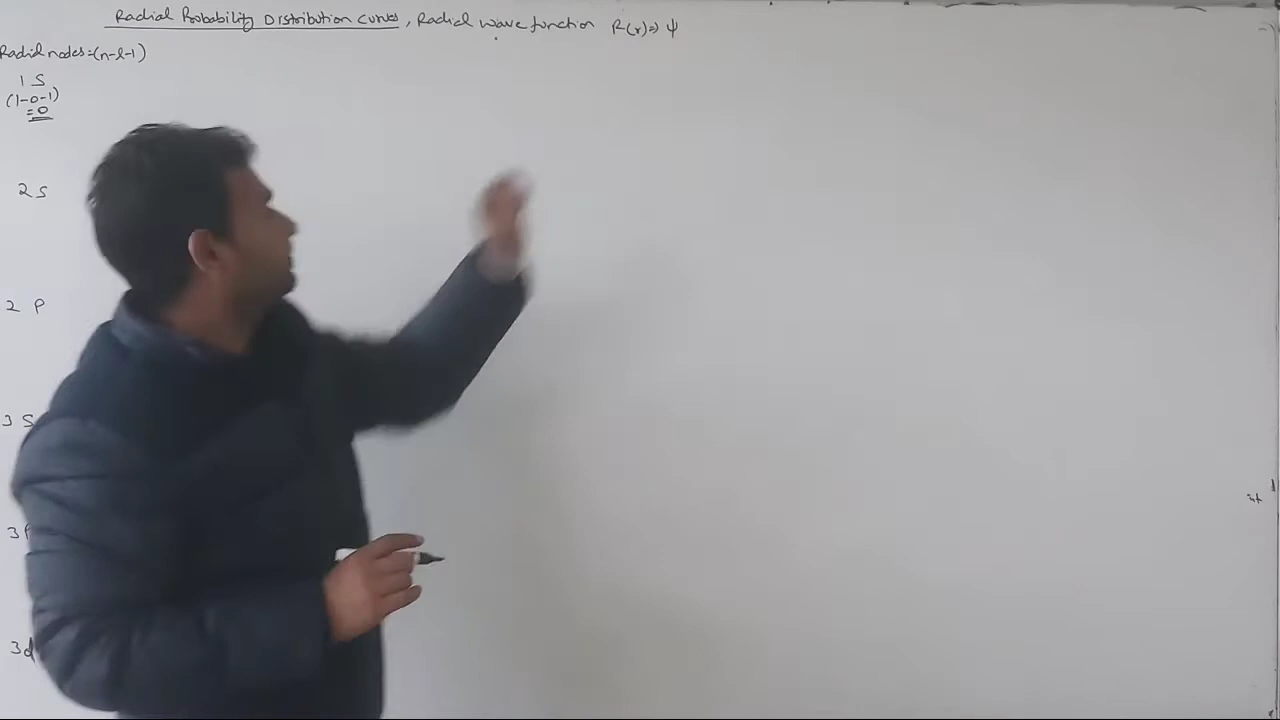 Radial Probability Distribution Curves, Radial wave function R(r)⇒ ψ
Radial nodes=(n-l-1)
1 S
(1-0-1)
=0
2 S
2 P
3 S
3P
3d